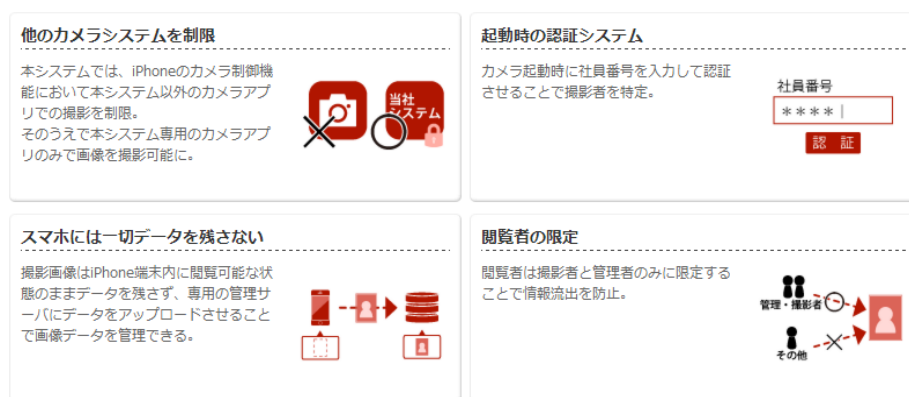 他のカメラシステムを制限
本システムでは、iPhoneのカメラ制御機
能において本システム以外のカメラアプ
リでの撮影を制限。
そのうえで本システム専用のカメラアプ
リのみで画像を撮影可能に。
当社
システム
起動時の認証システム
カメラ起動時に社員番号を入力して認証
させることで撮影者を特定。
社員番号
＊＊＊＊|
認 証
スマホには一切データを残さない
撮影画像はiPhone端末内に閲覧可能な状
態のままデータを残さず、専用の管理サ
ーバにデータをアップロードさせること
で画像データを管理できる。
閲覧者の限定
閲覧者は撮影者と管理者のみに限定する
ことで情報流出を防止。
管理・撮影者
その他